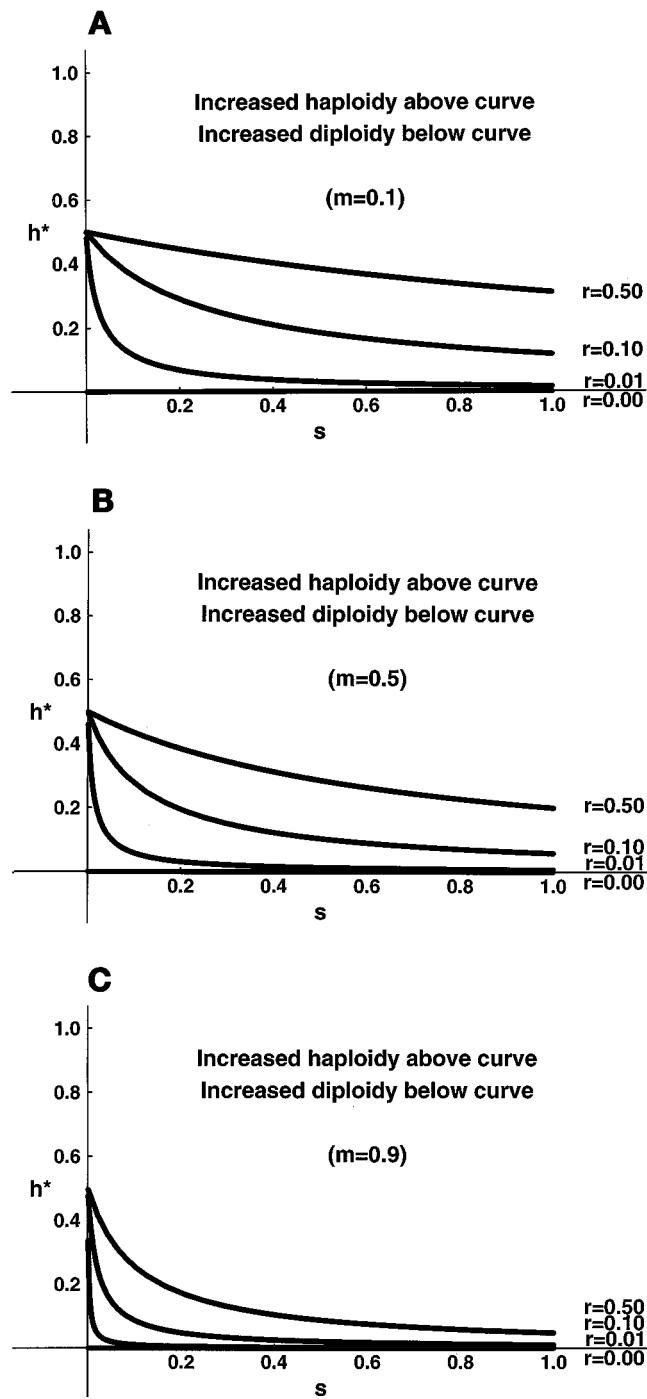 A
1.0
Increased haploidy above curve
0.8
Increased diploidy below curve
0.6
(m=0.1)
h*
0.4
r=0.50
0.2
r=0.10
r=0.01
0.2 0.4 0.6 0.8 1.0 r=0.00
s
B
1.0
Increased haploidy above curve
0.8
Increased diploidy below curve
0.6
(m=0.5)
h*
0.4
0.2
r=0.50
r=0.10
r=0.01
0.2 0.4 0.6 0.8 1.0 r=0.00
s
C
1.0
Increased haploidy above curve
0.8
Increased diploidy below curve
0.6
(m=0.9)
h*
0.4
0.2
r=0.50
r=0.10
r=0.01
0.2 0.4 0.6 0.8 1.0 r=0.00
s